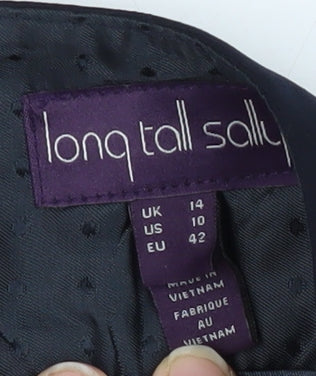 long tall sally
UK 14
US 10
EU 42
MADE IN
VIETNAM
FABRIQUE
AU
VIETNAM